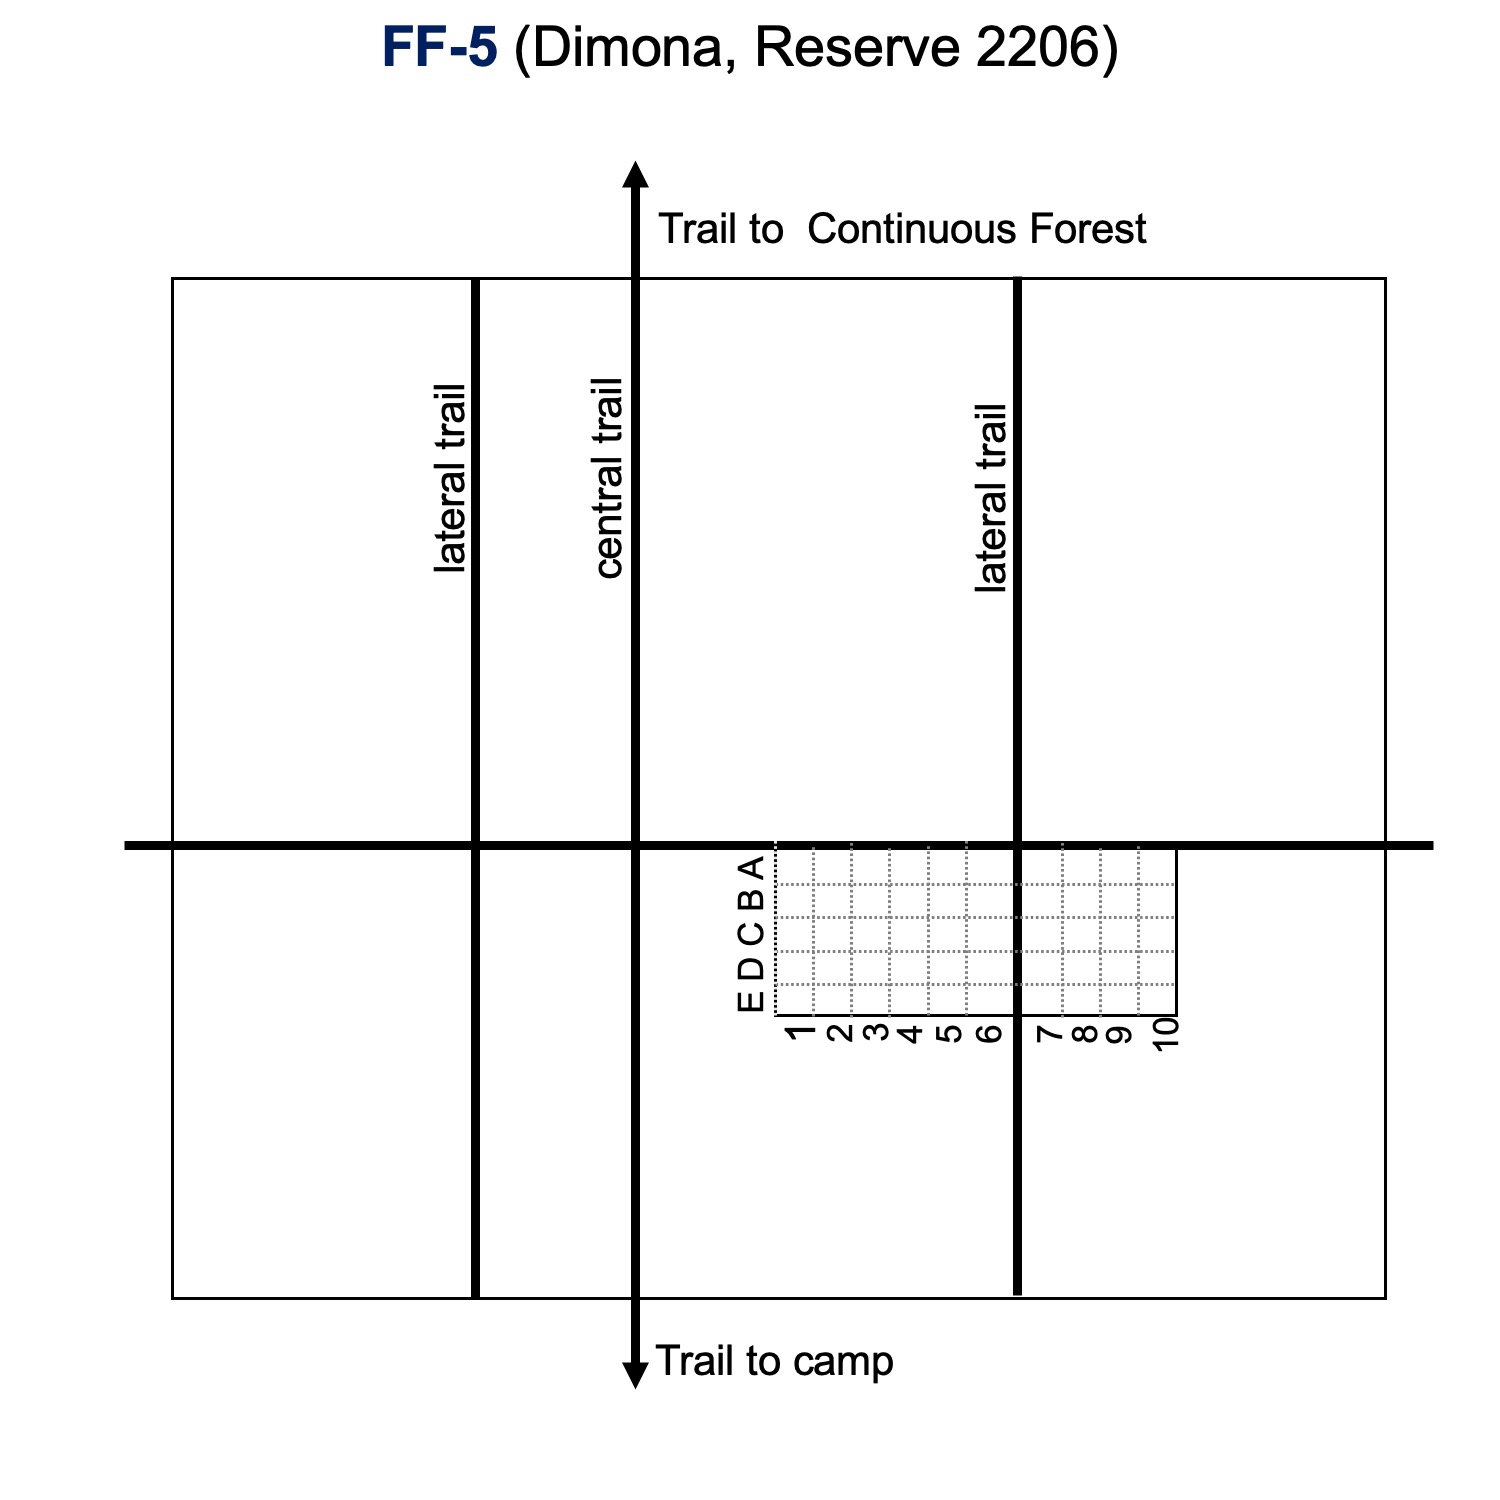 FF-5 (Dimona, Reserve 2206)
Trail to Continuous Forest
lateral trail
central trail
lateral trail
E D C B A
1 2 3 4 5 6 7 8 9 10
Trail to camp